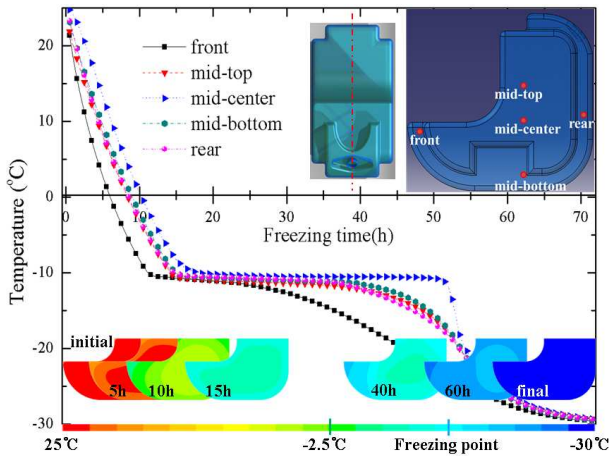 20
10
0
-10
-20
-30
Temperature (°C)
front
mid-top
mid-center
mid-bottom
rear
mid-top
mid-center
rear
front
mid-bottom
0 10 20 30 40 50 60 70
Freezing time(h)
initial
5h 10h 15h 40h 60h final
25℃ -2.5℃ Freezing point -30℃